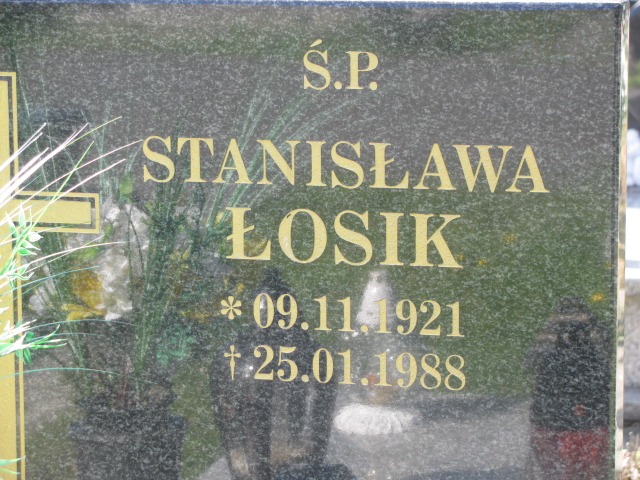 Ś.P.
STANISŁAWA
ŁOSIK
* 09.11.1921
† 25.01.1988